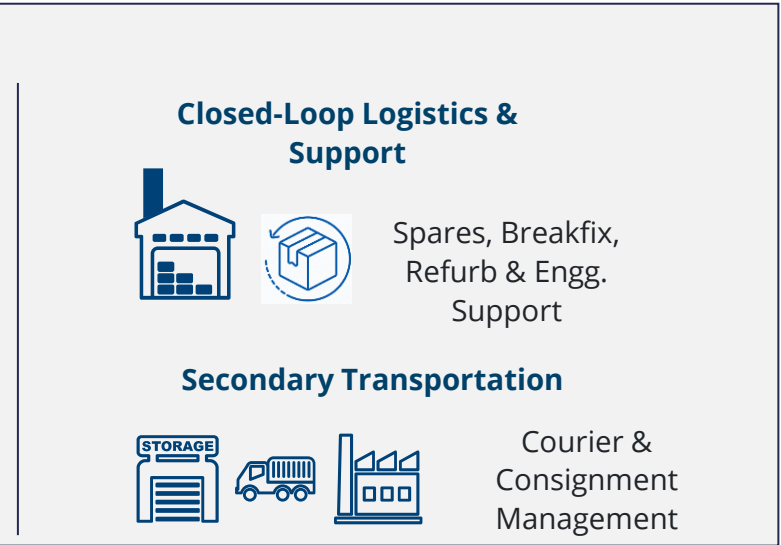 Closed-Loop Logistics &
Support
Spares, Breakfix,
Refurb & Engg.
Support
Secondary Transportation
STORAGE
Courier &
Consignment
Management